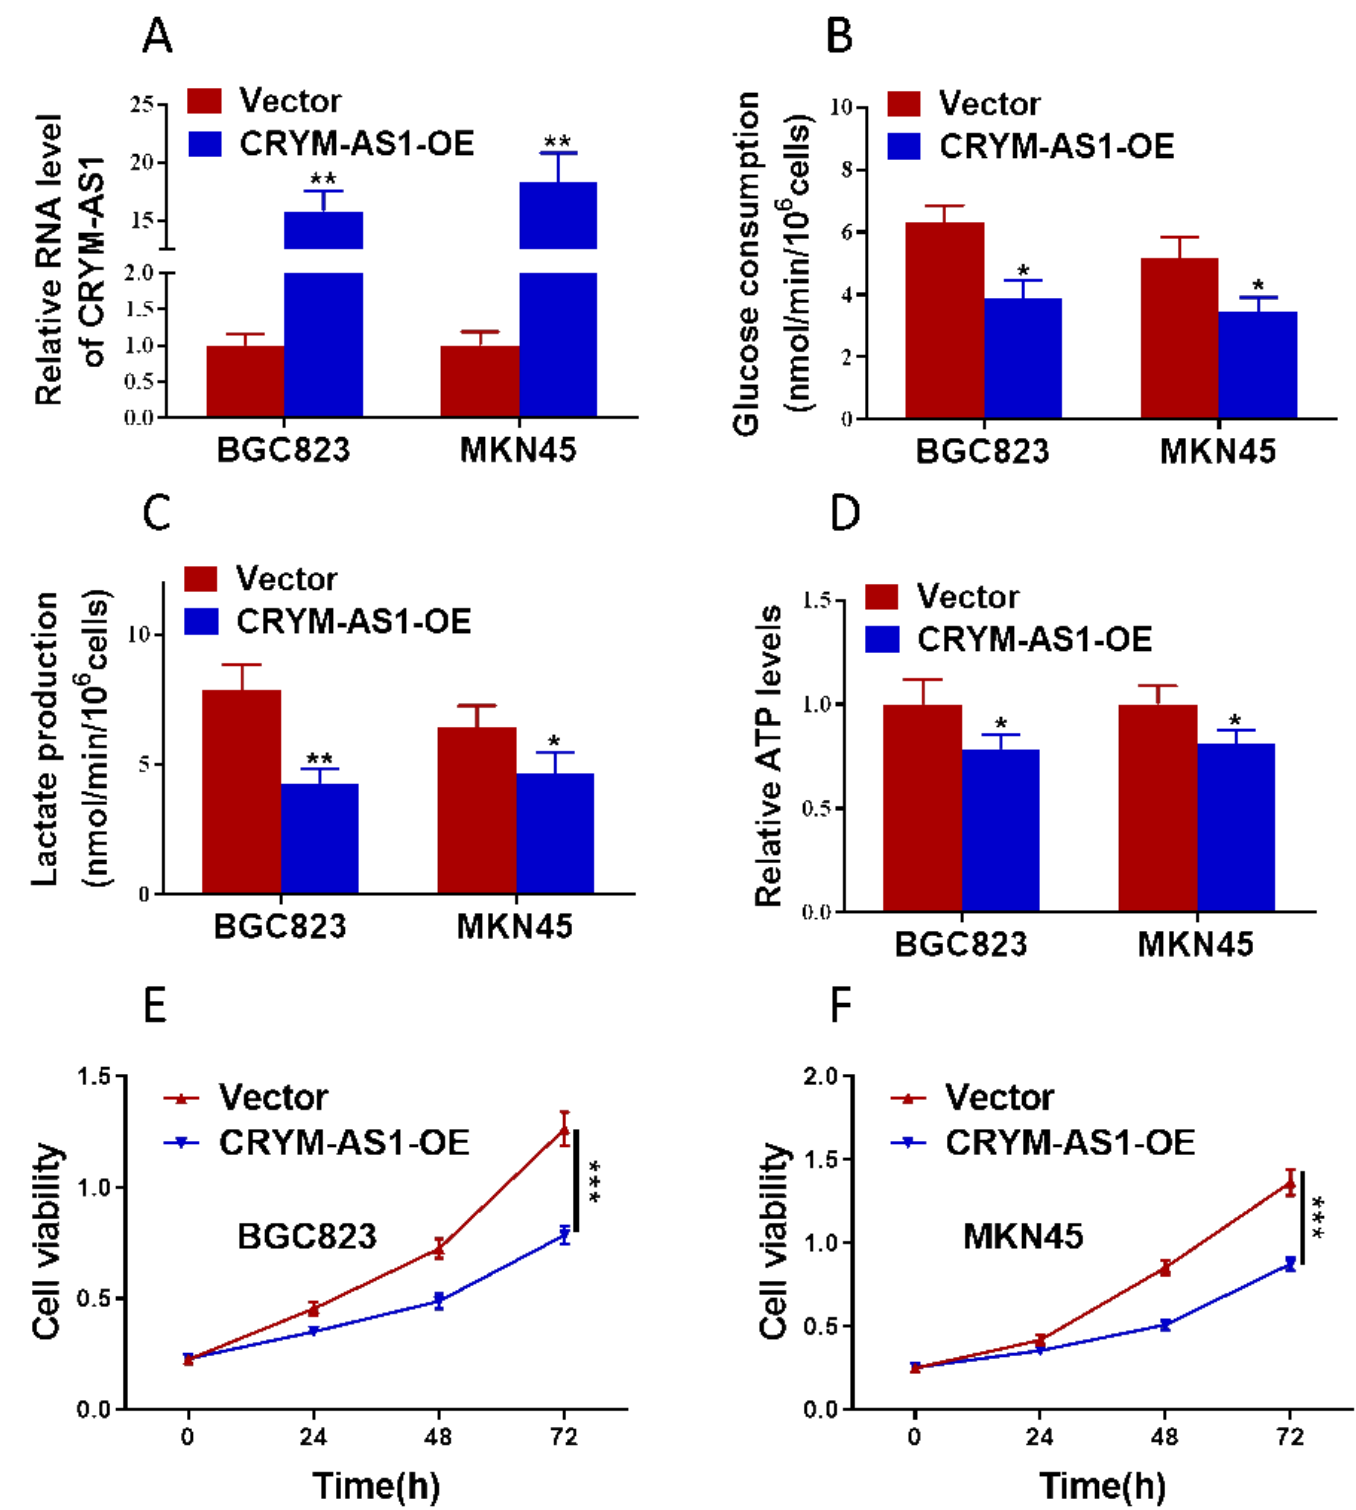 A
Relative RNA level
of CRYM-AS1
25
20
15
2.0
1.5
1.0
0.5
0.0
Vector
CRYM-AS1-OE
**
**
BGC823
MKN45
B
Glucose consumption
(nmol/min/10⁶cells)
10
8
6
4
2
0
Vector
CRYM-AS1-OE
*
*
BGC823
MKN45
C
Lactate production
(nmol/min/10⁶cells)
10
5
0
Vector
CRYM-AS1-OE
**
*
BGC823
MKN45
D
Relative ATP levels
1.5
1.0
0.5
0.0
Vector
CRYM-AS1-OE
*
*
BGC823
MKN45
E
Cell viability
1.5
1.0
0.5
0.0
Vector
CRYM-AS1-OE
BGC823
***
0 24 48 72
Time(h)
F
Cell viability
2.0
1.5
1.0
0.5
0.0
Vector
CRYM-AS1-OE
MKN45
***
0 24 48 72
Time(h)